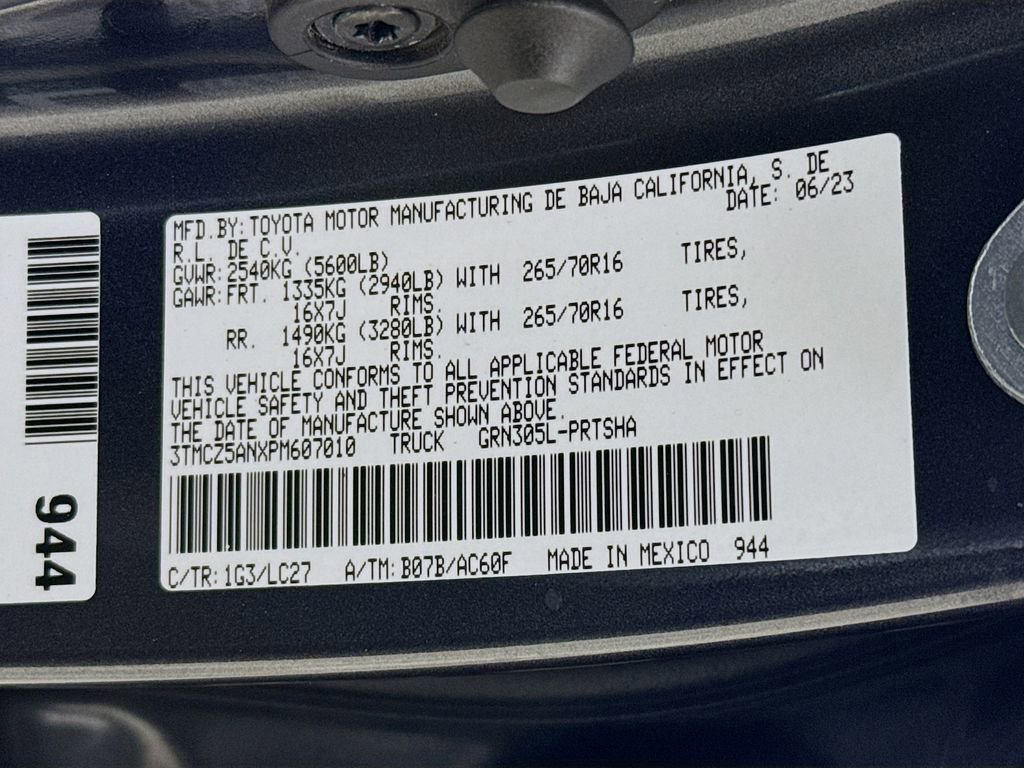 MFD.BY: TOYOTA MOTOR MANUFACTURING DE BAJA CALIFORNIA, S. DE
R.L. DE C.V. DATE: 06/23
GVWR: 2540KG (5600LB)
GAWR: FRT. 1335KG (2940LB) WITH 265/70R16 TIRES,
16X7J RIMS.
RR. 1490KG (3280LB) WITH 265/70R16 TIRES,
16X7J RIMS.
THIS VEHICLE CONFORMS TO ALL APPLICABLE FEDERAL MOTOR
VEHICLE SAFETY AND THEFT PREVENTION STANDARDS IN EFFECT ON
THE DATE OF MANUFACTURE SHOWN ABOVE.
3TMCZ5ANXPM607010 TRUCK GRN305L-PRTSHA
C/TR: 1G3/LC27 A/TM: B07B/AC60F MADE IN MEXICO 944
944